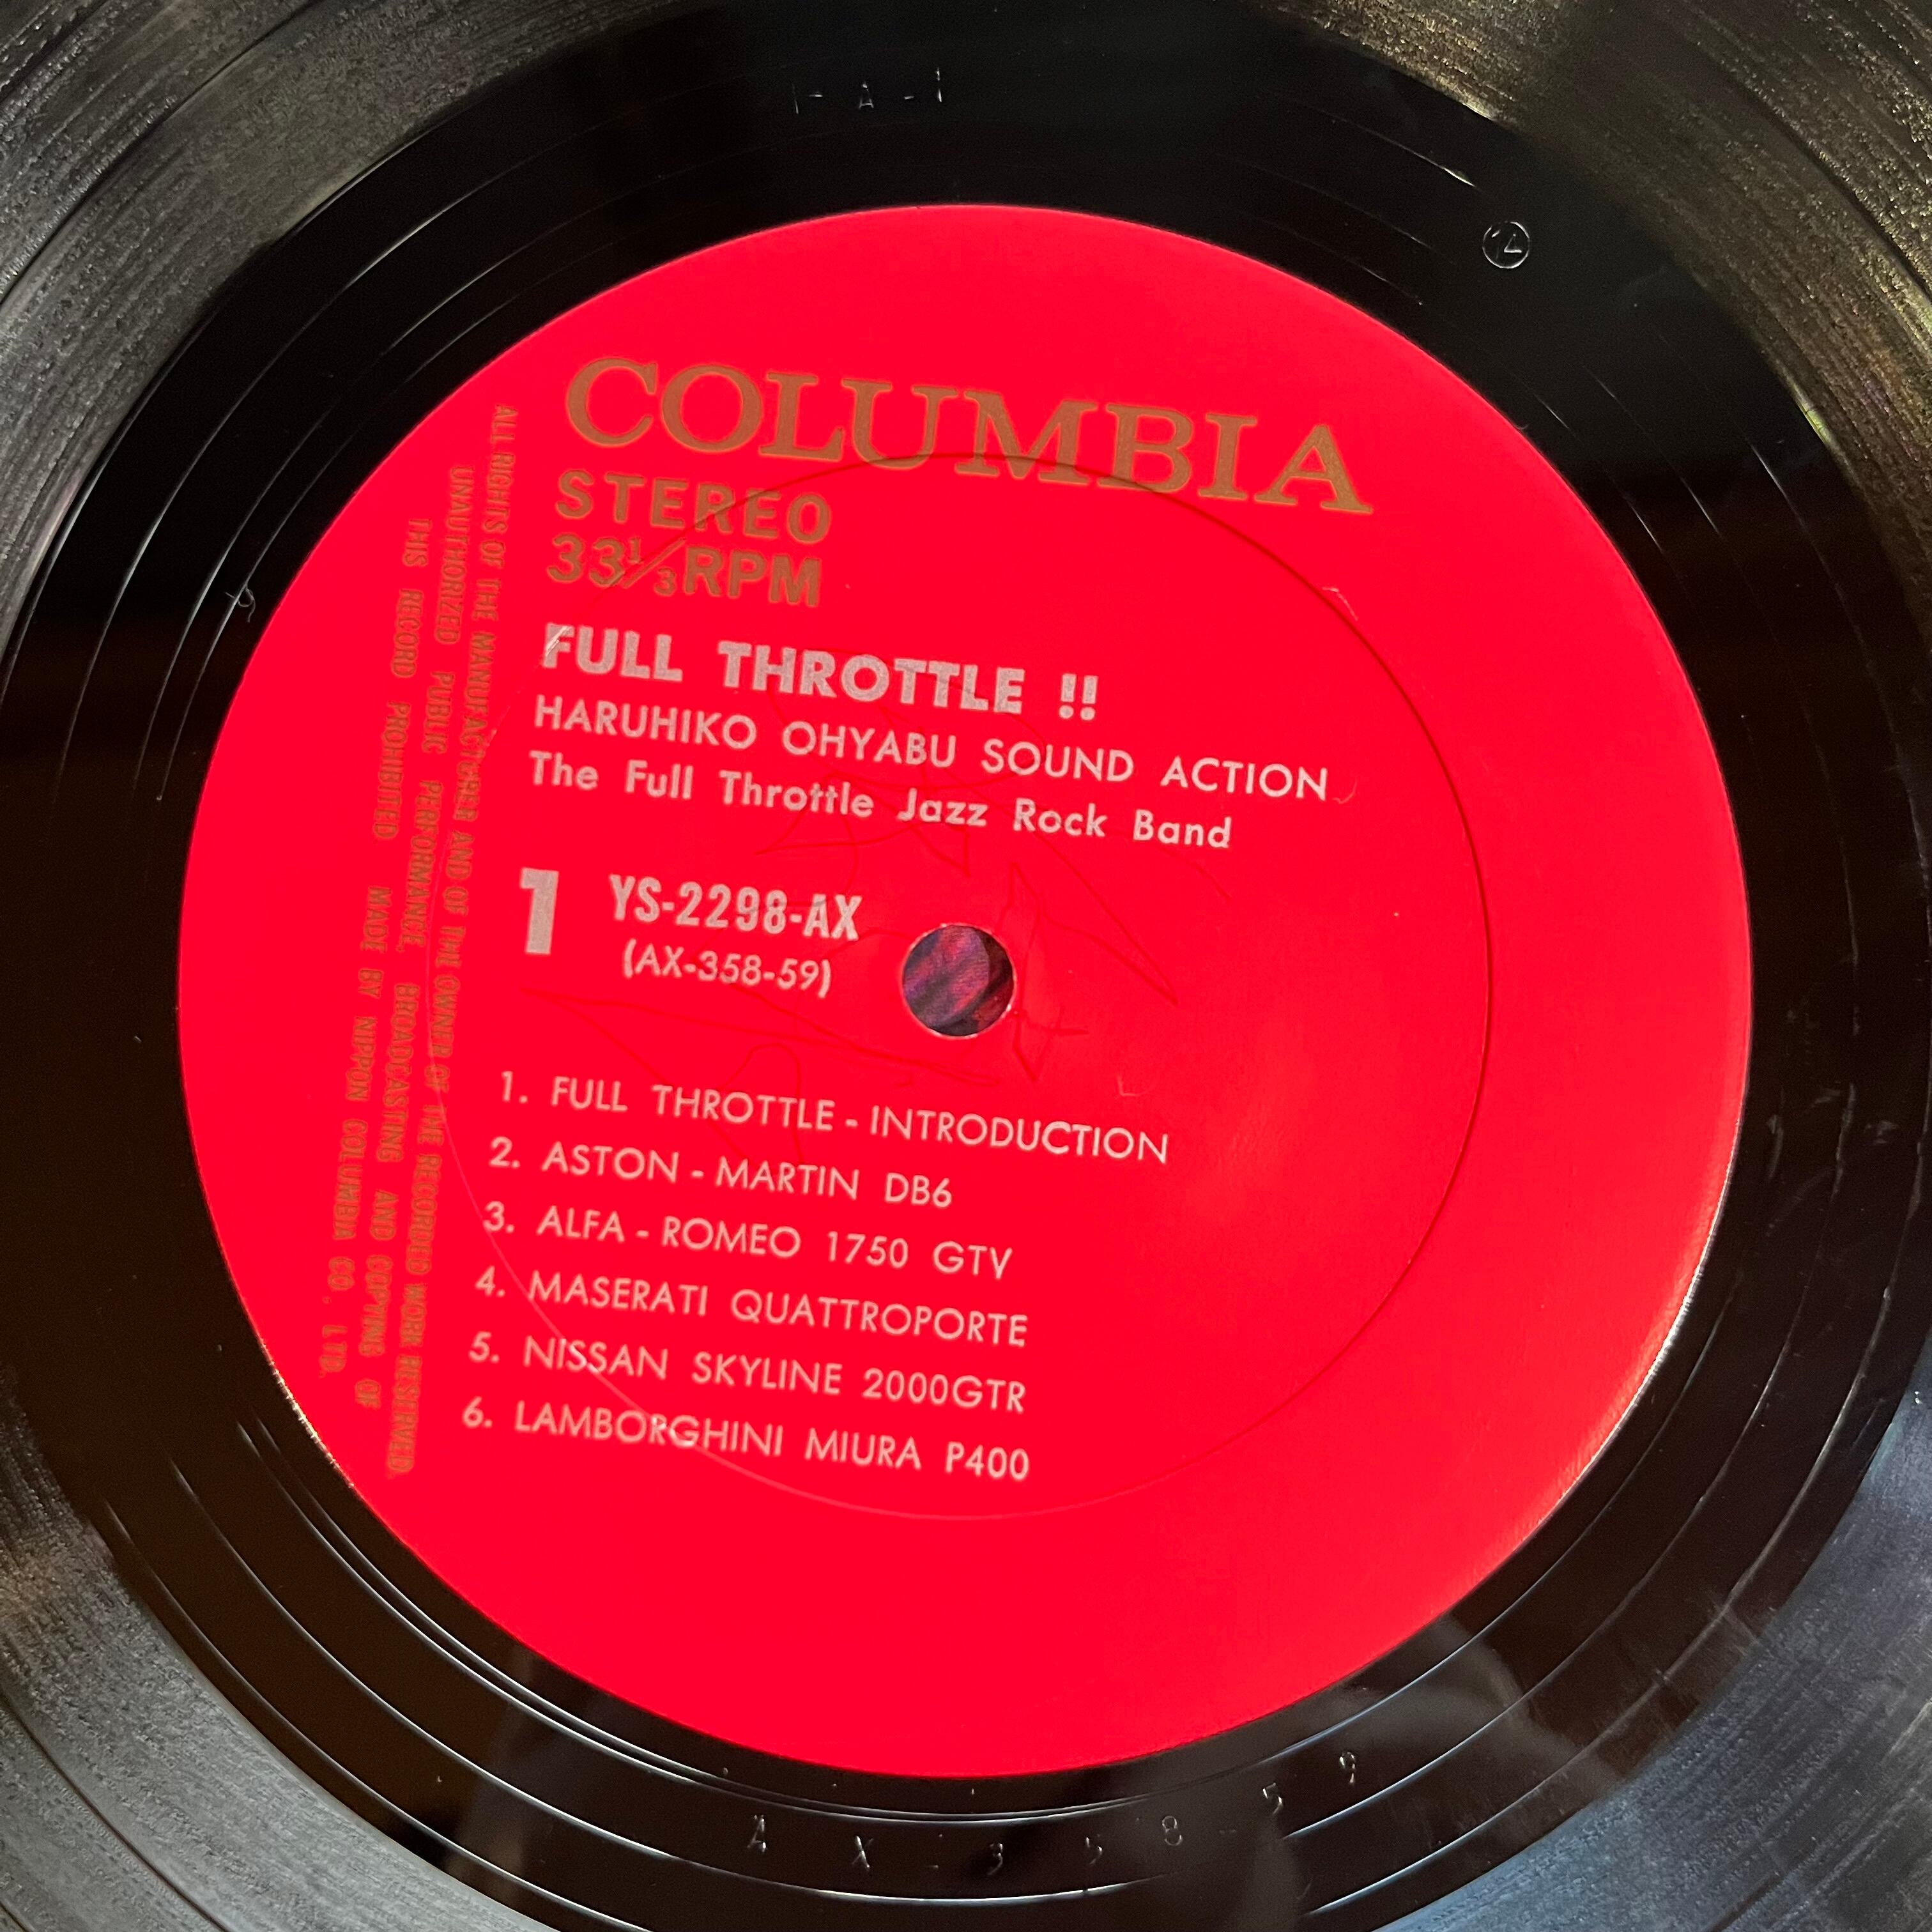 1-A-1
12
COLUMBIA
STEREO
33⅓RPM
FULL THROTTLE !!
HARUHIKO OHYABU SOUND ACTION
The Full Throttle Jazz Rock Band
1 YS-2298-AX
(AX-358-59)
1. FULL THROTTLE - INTRODUCTION
2. ASTON - MARTIN DB6
3. ALFA - ROMEO 1750 GTV
4. MASERATI QUATTROPORTE
5. NISSAN SKYLINE 2000GTR
6. LAMBORGHINI MIURA P400
ALL RIGHTS OF THE MANUFACTURER AND OF THE OWNER OF THE RECORDED WORK RESERVED.
UNAUTHORIZED PUBLIC PERFORMANCE, BROADCASTING AND COPYING OF
THIS RECORD PROHIBITED MADE BY NIPPON COLUMBIA CO., LTD.
AX-358-59